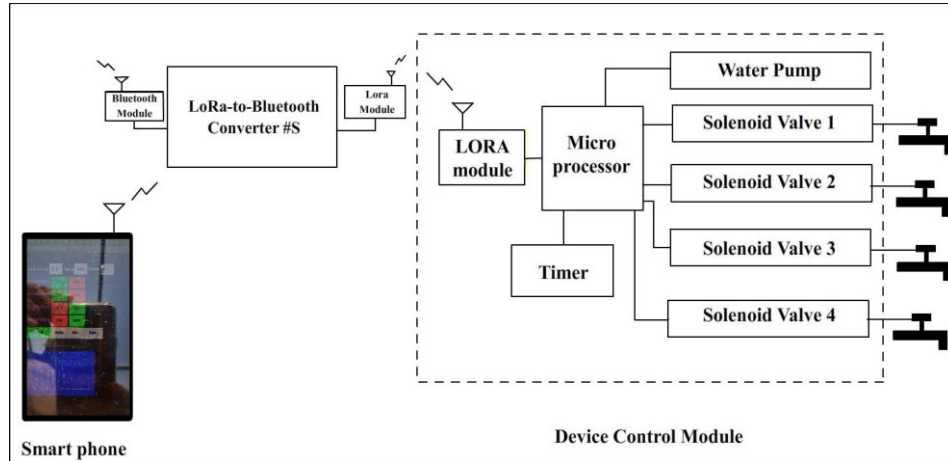 Bluetooth
Module
LoRa-to-Bluetooth
Converter #S
Lora
Module
LORA
module
Micro
processor
Timer
Water Pump
Solenoid Valve 1
Solenoid Valve 2
Solenoid Valve 3
Solenoid Valve 4
Smart phone
Device Control Module